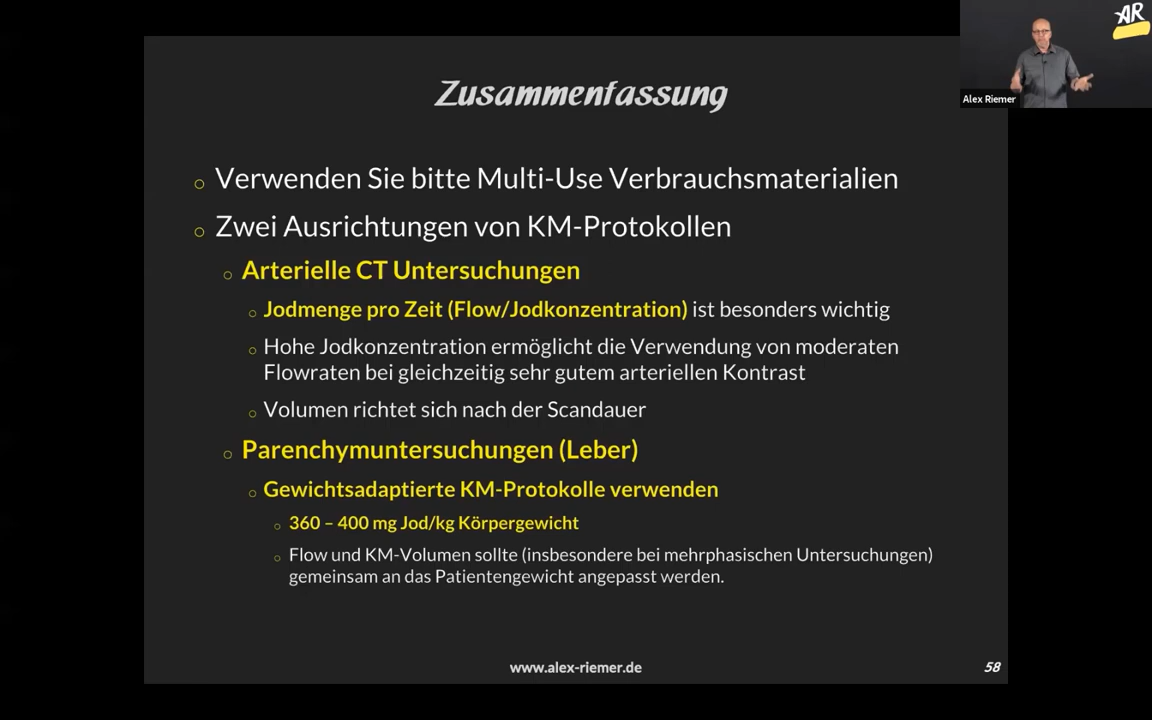 AR
Alex Riemer
Zusammenfassung
Verwenden Sie bitte Multi-Use Verbrauchsmaterialien
Zwei Ausrichtungen von KM-Protokollen
Arterielle CT Untersuchungen
Jodmenge pro Zeit (Flow/Jodkonzentration) ist besonders wichtig
Hohe Jodkonzentration ermöglicht die Verwendung von moderaten
Flowraten bei gleichzeitig sehr gutem arteriellen Kontrast
Volumen richtet sich nach der Scandauer
Parenchymuntersuchungen (Leber)
Gewichtsadaptierte KM-Protokolle verwenden
360 – 400 mg Jod/kg Körpergewicht
Flow und KM-Volumen sollte (insbesondere bei mehrphasischen Untersuchungen)
gemeinsam an das Patientengewicht angepasst werden.
www.alex-riemer.de
58